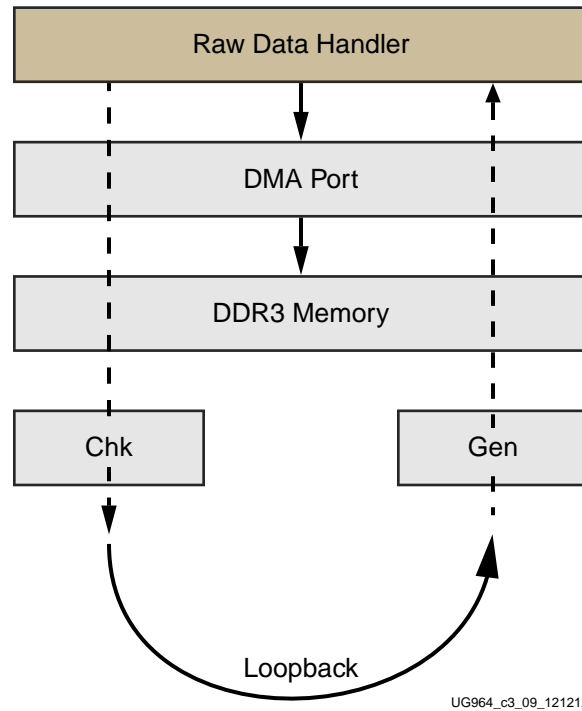 Raw Data Handler
DMA Port
DDR3 Memory
Chk
Gen
Loopback